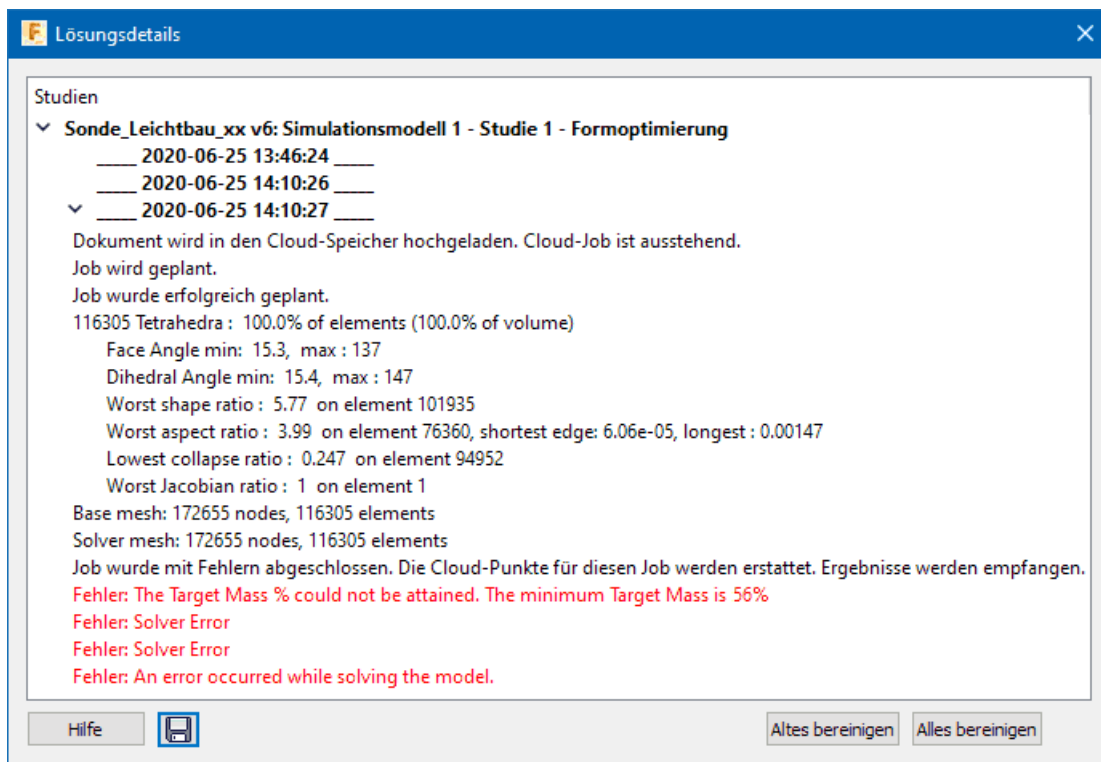 Lösungsdetails
Studien
Sonde_Leichtbau_xx v6: Simulationsmodell 1 - Studie 1 - Formoptimierung
_____ 2020-06-25 13:46:24 _____
_____ 2020-06-25 14:10:26 _____
_____ 2020-06-25 14:10:27 _____
Dokument wird in den Cloud-Speicher hochgeladen. Cloud-Job ist ausstehend.
Job wird geplant.
Job wurde erfolgreich geplant.
116305 Tetrahedra :  100.0% of elements (100.0% of volume)
Face Angle min:  15.3,  max : 137
Dihedral Angle min:  15.4,  max : 147
Worst shape ratio :  5.77  on element 101935
Worst aspect ratio :  3.99  on element 76360, shortest edge: 6.06e-05, longest : 0.00147
Lowest collapse ratio :  0.247  on element 94952
Worst Jacobian ratio :  1  on element 1
Base mesh: 172655 nodes, 116305 elements
Solver mesh: 172655 nodes, 116305 elements
Job wurde mit Fehlern abgeschlossen. Die Cloud-Punkte für diesen Job werden erstattet. Ergebnisse werden empfangen.
Fehler: The Target Mass % could not be attained. The minimum Target Mass is 56%
Fehler: Solver Error
Fehler: Solver Error
Fehler: An error occurred while solving the model.
Hilfe
Altes bereinigen
Alles bereinigen